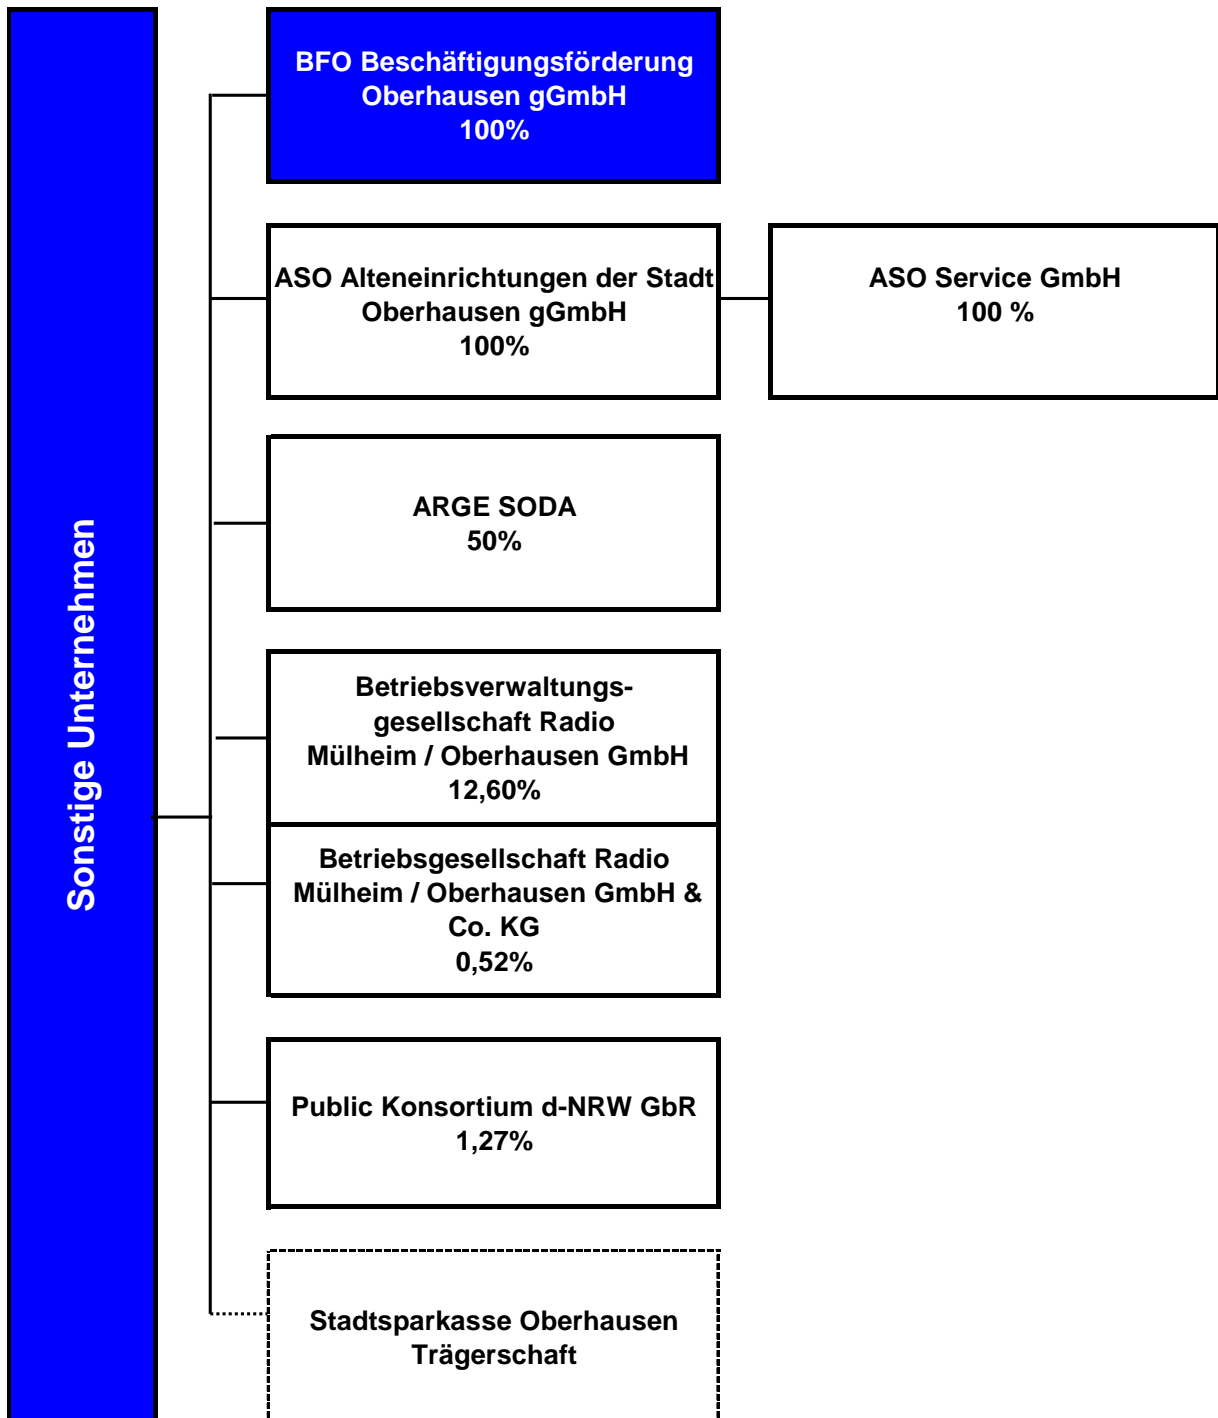 Sonstige Unternehmen
BFO Beschäftigungsförderung
Oberhausen gGmbH
100%
ASO Alteneinrichtungen der Stadt
Oberhausen gGmbH
100%
ASO Service GmbH
100 %
ARGE SODA
50%
Betriebsverwaltungs-
gesellschaft Radio
Mülheim / Oberhausen GmbH
12,60%
Betriebsgesellschaft Radio
Mülheim / Oberhausen GmbH &
Co. KG
0,52%
Public Konsortium d-NRW GbR
1,27%
Stadtsparkasse Oberhausen
Trägerschaft